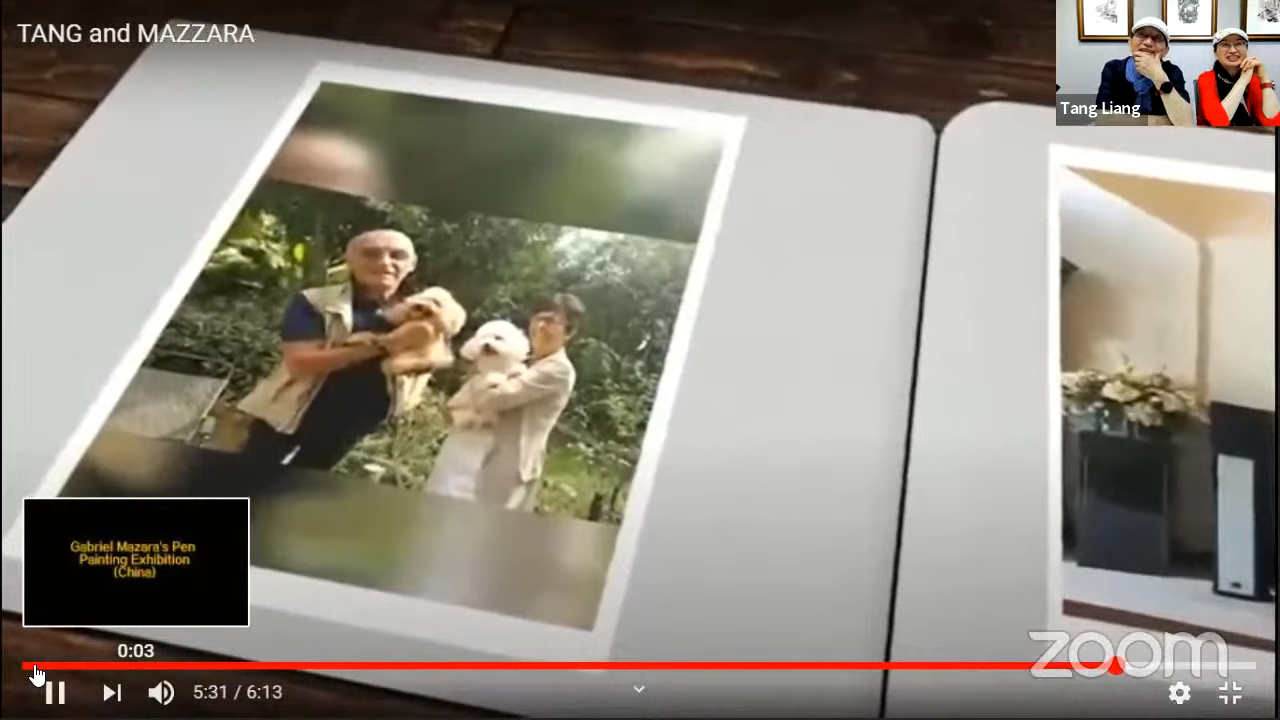 TANG and MAZZARA
Tang Liang
Gabriel Mazara's Pen
Painting Exhibition
(China)
0:03
zoom
5:31 / 6:13